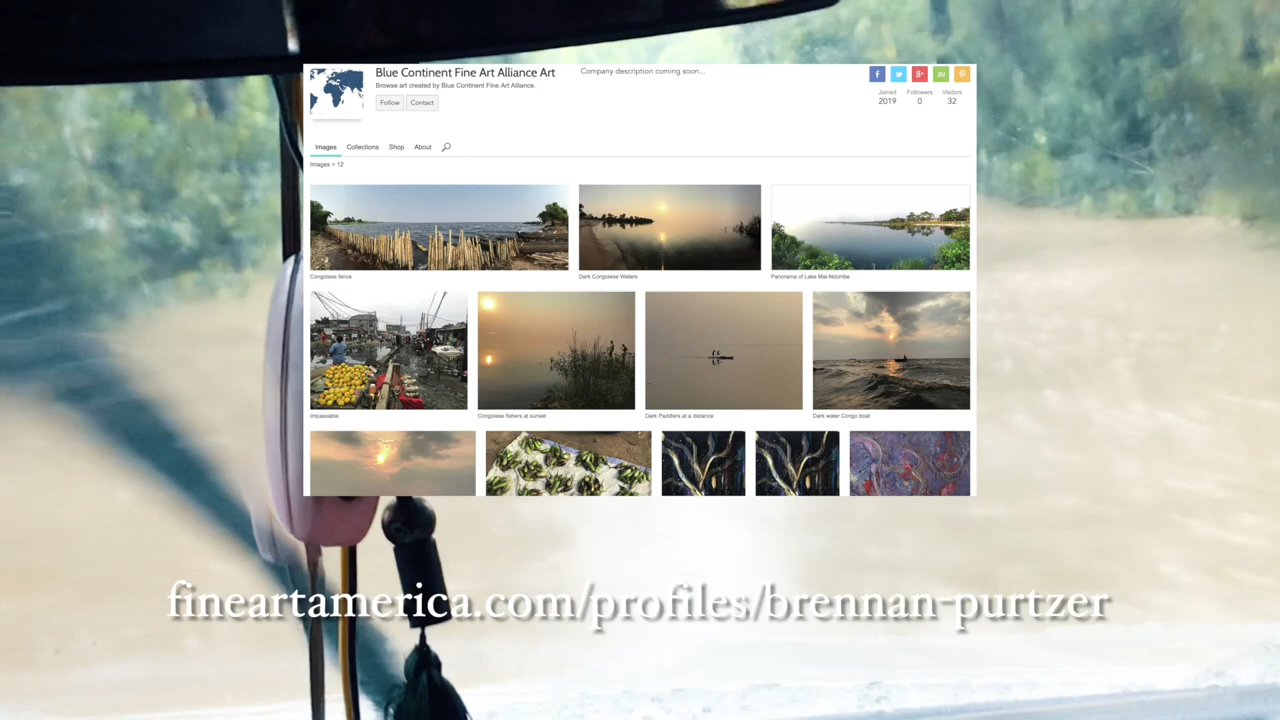 Blue Continent Fine Art Alliance Art
Browse art created by Blue Continent Fine Art Alliance.
Follow
Contact
Company description coming soon...
f
g+
su
Joined
Followers
Visitors
2019
0
32
Images
Collections
Shop
About
Images = 12
Congolese fence
Dark Congolese Waters
Panorama of Lake Mai-Ndombe
Impassable
Congolese fishers at sunset
Dark Paddlers at a distance
Dark water Congo boat
fineartamerica.com/profiles/brennan-purtzer